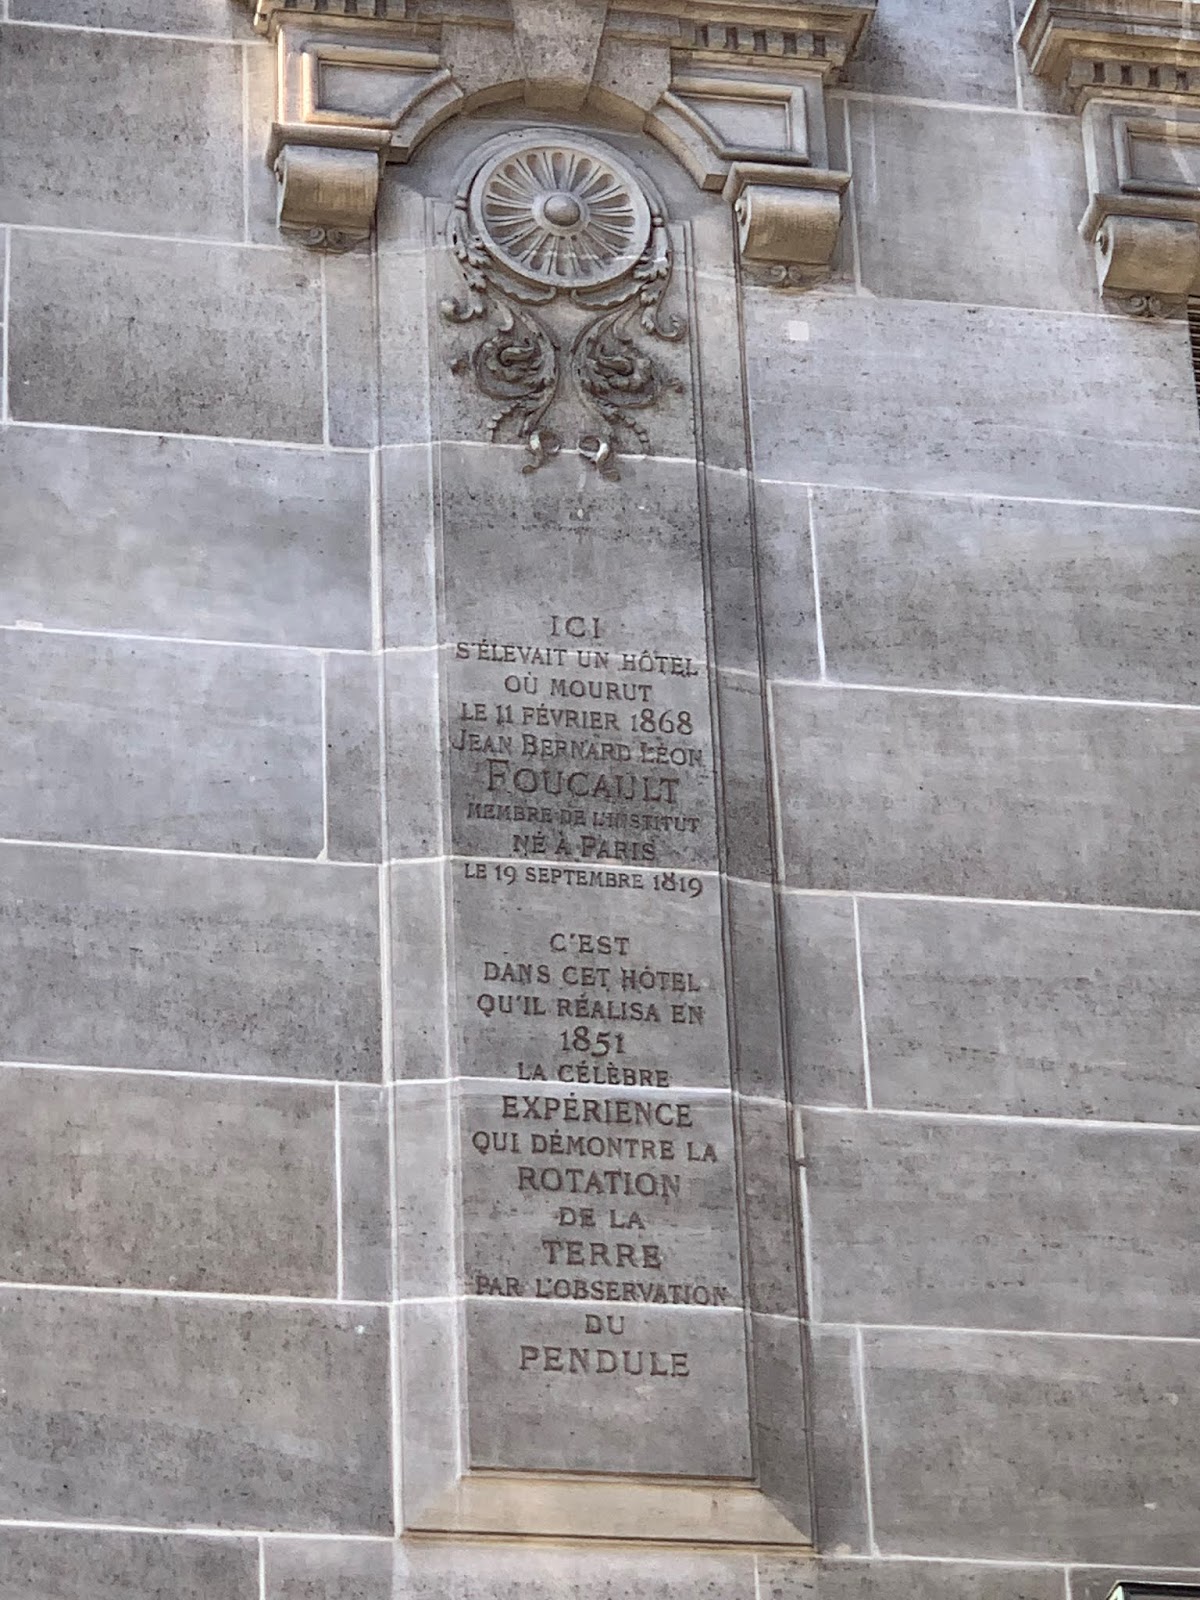 ICI
S'ÉLEVAIT UN HÔTEL
OÙ MOURUT
LE 11 FÉVRIER 1868
JEAN BERNARD LÉON
FOUCAULT
MEMBRE DE L'INSTITUT
NÉ À PARIS
LE 19 SEPTEMBRE 1819
C'EST
DANS CET HÔTEL
QU'IL RÉALISA EN
1851
LA CÉLÈBRE
EXPÉRIENCE
QUI DÉMONTRE LA
ROTATION
DE LA
TERRE
PAR L'OBSERVATION
DU
PENDULE